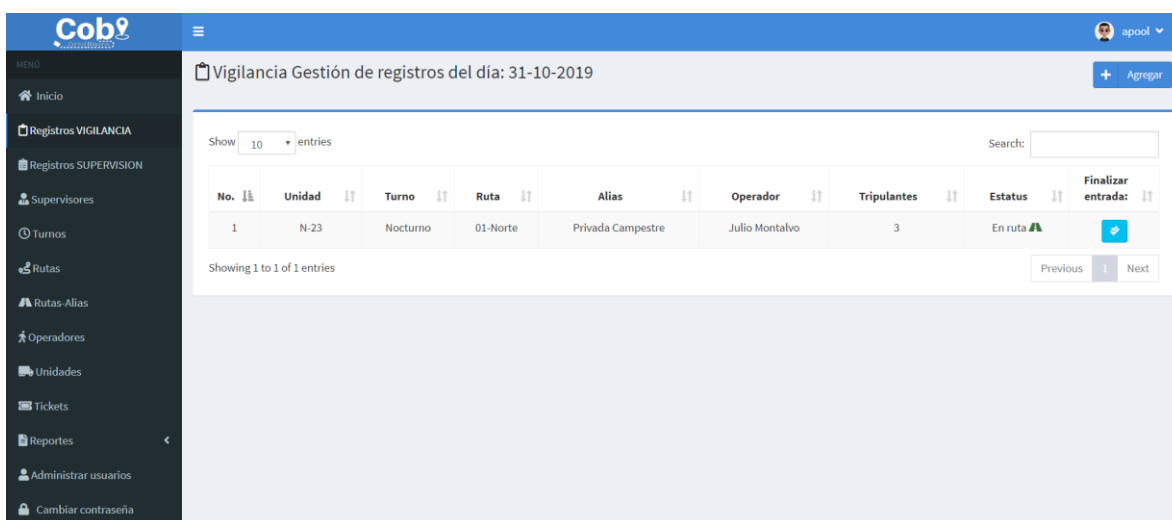 Cob
apool
MENÚ
Vigilancia Gestión de registros del día: 31-10-2019
+ Agregar
Inicio
Registros VIGILANCIA
Registros SUPERVISION
Supervisores
Turnos
Rutas
Rutas-Alias
Operadores
Unidades
Tickets
Reportes
Administrar usuarios
Cambiar contraseña
Show 10 entries
Search:
No. Unidad Turno Ruta Alias Operador Tripulantes Estatus Finalizar entrada:
1 N-23 Nocturno 01-Norte Privada Campestre Julio Montalvo 3 En ruta
Showing 1 to 1 of 1 entries
Previous 1 Next